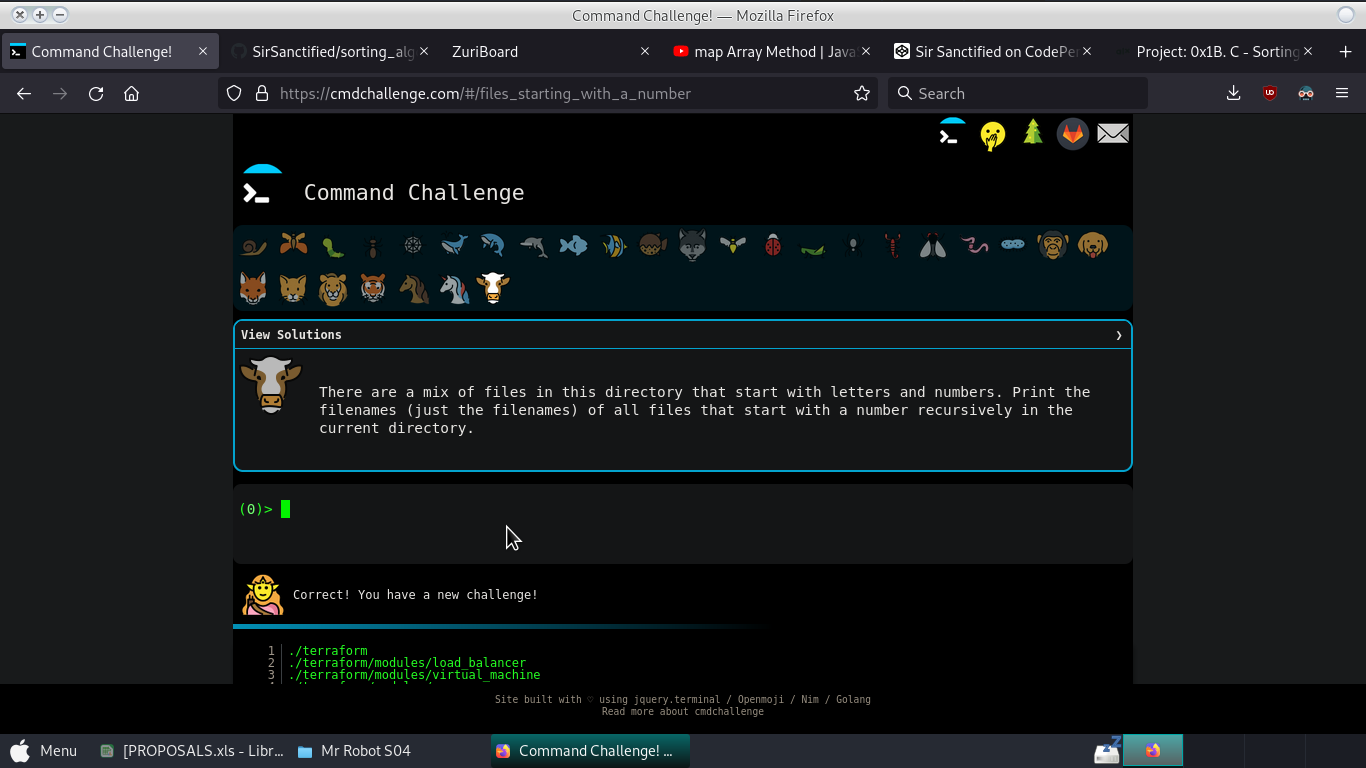 Command Challenge! — Mozilla Firefox
Command Challenge!
SirSanctified/sorting_alg
ZuriBoard
map Array Method | Java
Sir Sanctified on CodePe
Project: 0x1B. C - Sorting
https://cmdchallenge.com/#/files_starting_with_a_number
Search
Command Challenge
View Solutions
There are a mix of files in this directory that start with letters and numbers. Print the
filenames (just the filenames) of all files that start with a number recursively in the
current directory.
(0)>
Correct! You have a new challenge!
1 ./terraform
2 ./terraform/modules/load_balancer
3 ./terraform/modules/virtual_machine
Site built with ♡ using jquery.terminal / Openmoji / Nim / Golang
Read more about cmdchallenge
Menu
[PROPOSALS.xls - Libr...
Mr Robot S04
Command Challenge! ...